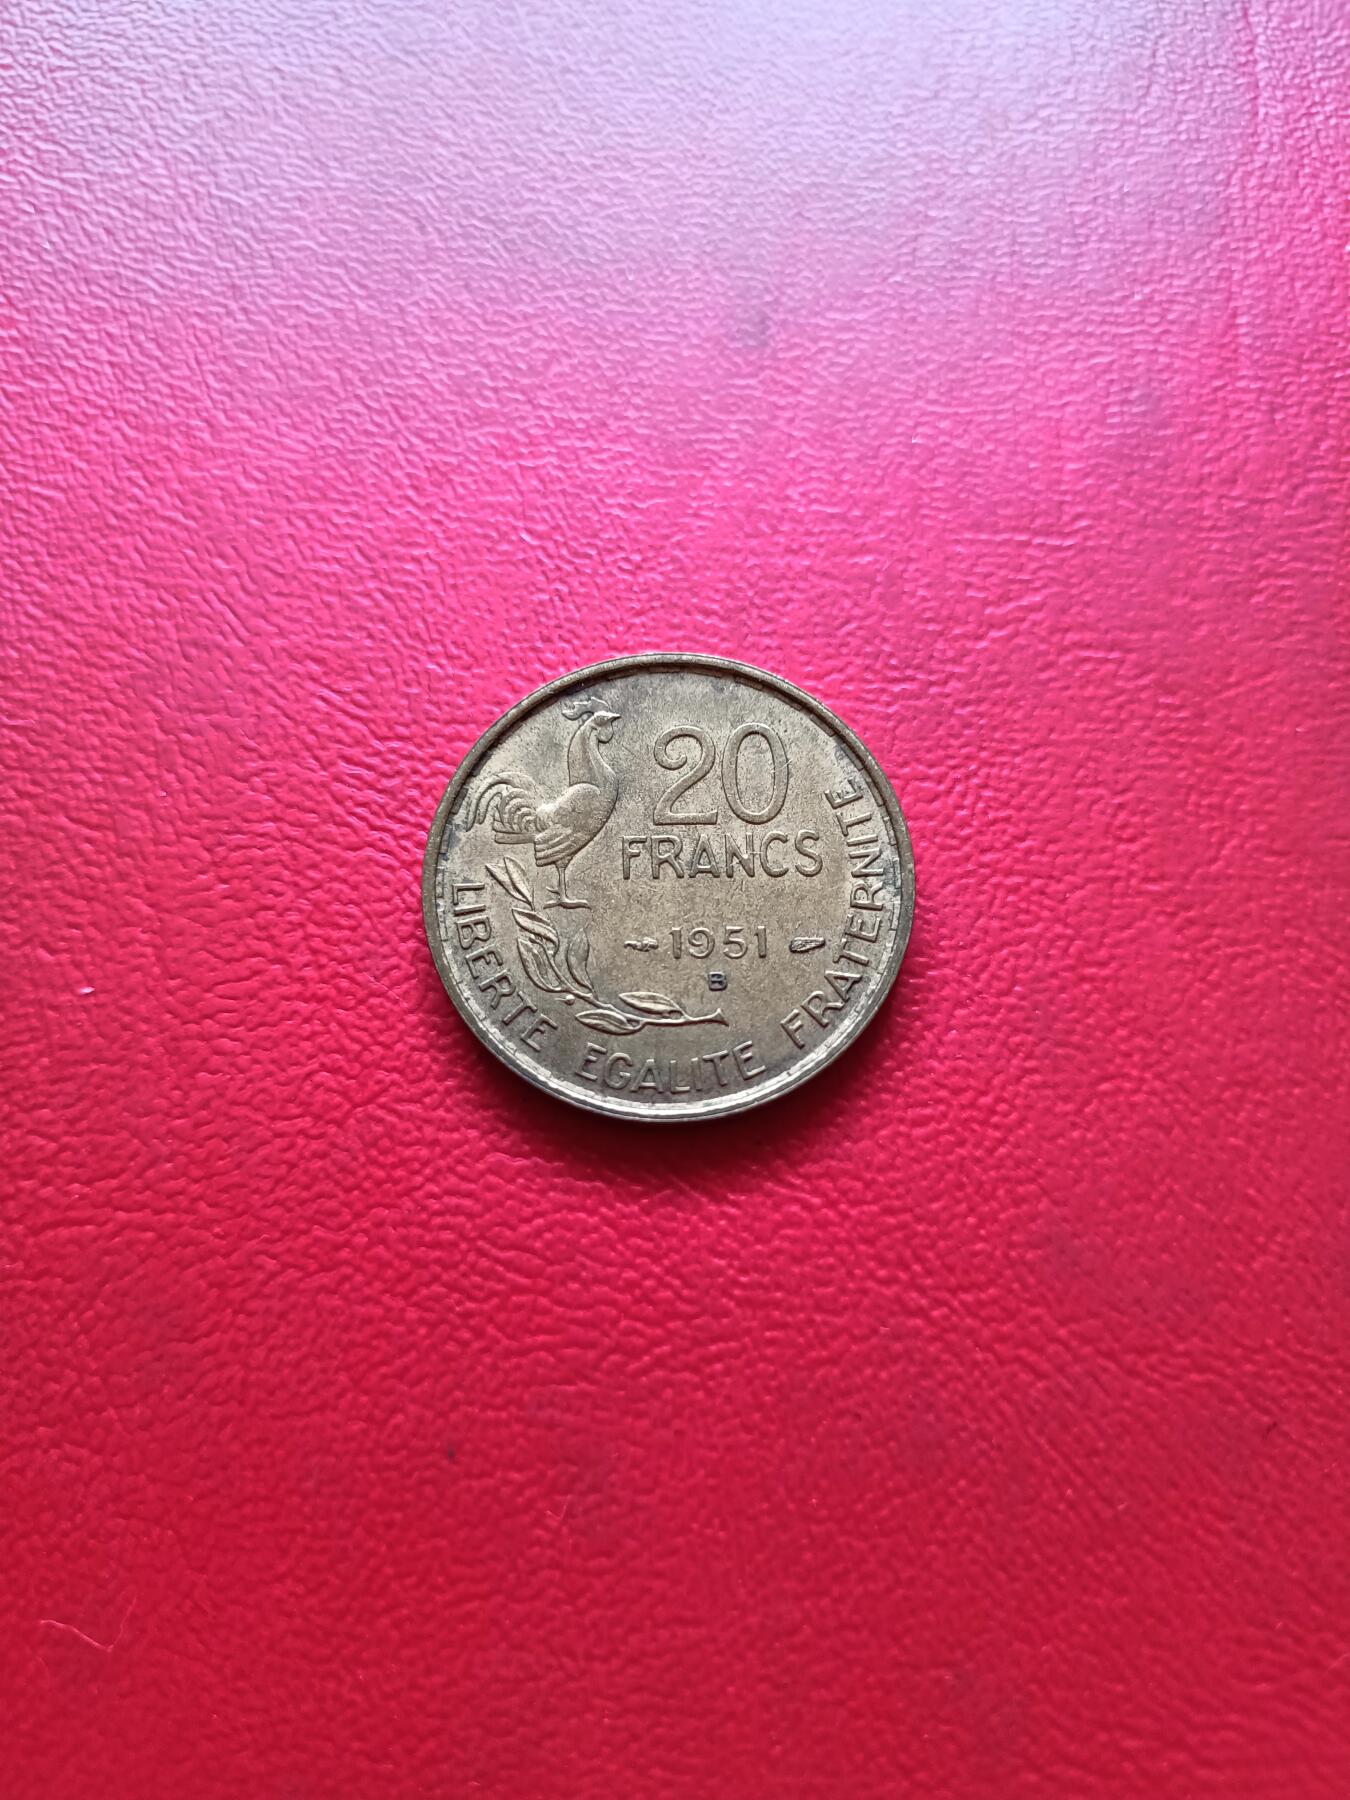 20
FRANCS
1951
B
LIBERTE EGALITE FRATERNITE